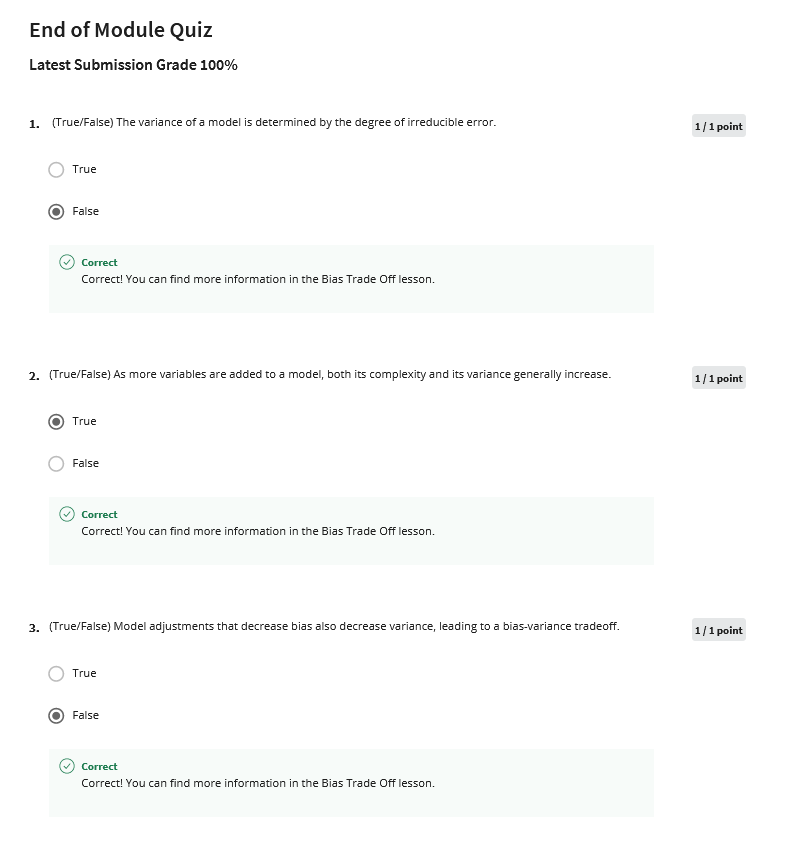 End of Module Quiz
Latest Submission Grade 100%
1. (True/False) The variance of a model is determined by the degree of irreducible error.
1 / 1 point
True
False
Correct
Correct! You can find more information in the Bias Trade Off lesson.
2. (True/False) As more variables are added to a model, both its complexity and its variance generally increase.
1 / 1 point
True
False
Correct
Correct! You can find more information in the Bias Trade Off lesson.
3. (True/False) Model adjustments that decrease bias also decrease variance, leading to a bias-variance tradeoff.
1 / 1 point
True
False
Correct
Correct! You can find more information in the Bias Trade Off lesson.